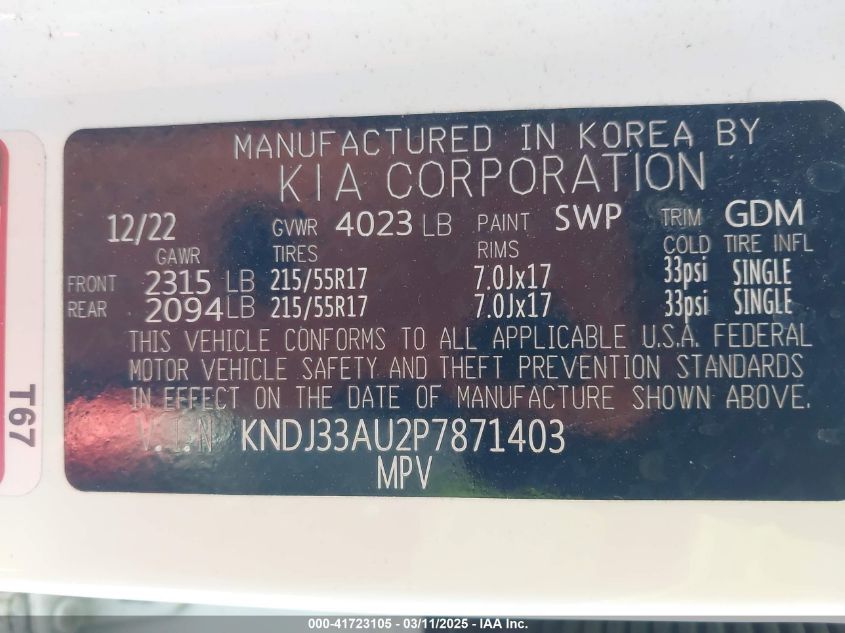 MANUFACTURED IN KOREA BY
KIA CORPORATION
12/22 GVWR 4023 LB PAINT SWP TRIM GDM
GAWR TIRES RIMS COLD TIRE INFL
FRONT 2315 LB 215/55R17 7.0Jx17 33psi SINGLE
REAR 2094 LB 215/55R17 7.0Jx17 33psi SINGLE
THIS VEHICLE CONFORMS TO ALL APPLICABLE U.S.A. FEDERAL
MOTOR VEHICLE SAFETY AND THEFT PREVENTION STANDARDS
IN EFFECT ON THE DATE OF MANUFACTURE SHOWN ABOVE.
V.I.N KNDJ33AU2P7871403
MPV
T67
000-41723105 - 03/11/2025 - IAA Inc.